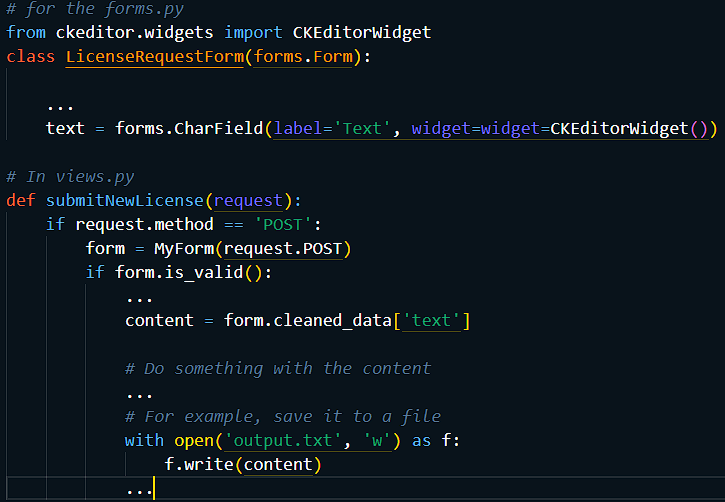 # for the forms.py
from ckeditor.widgets import CKEditorWidget
class LicenseRequestForm(forms.Form):
...
text = forms.CharField(label='Text', widget=widget=CKEditorWidget())
# In views.py
def submitNewLicense(request):
if request.method == 'POST':
form = MyForm(request.POST)
if form.is_valid():
...
content = form.cleaned_data['text']
# Do something with the content
...
# For example, save it to a file
with open('output.txt', 'w') as f:
f.write(content)
...